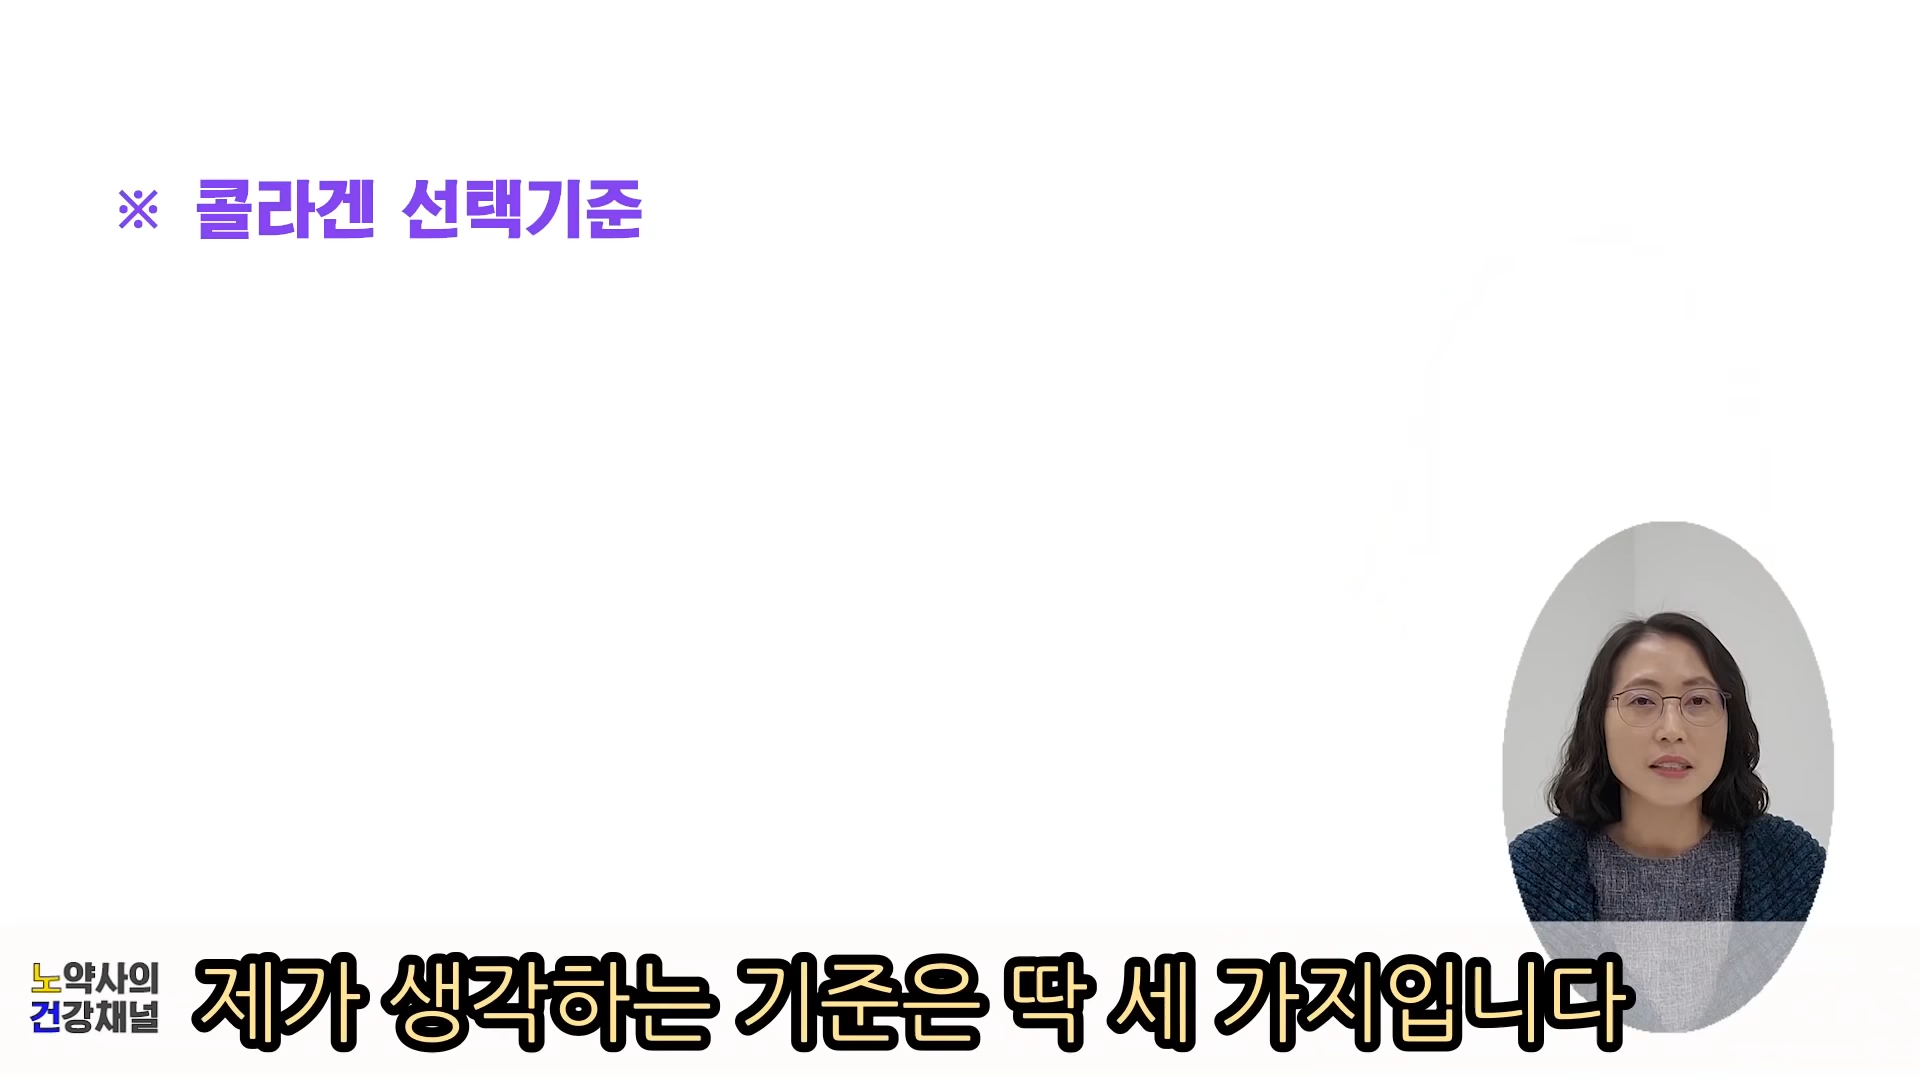 ※ 콜라겐 선택기준
노약사의
건강채널
제가 생각하는 기준은 딱 세 가지입니다